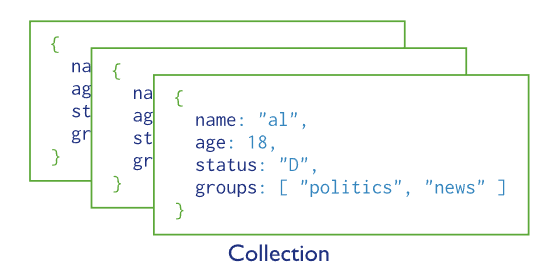 {
na
ag
st
gr
}
{
na
ag
st
gr
}
{
name: "al",
age: 18,
status: "D",
groups: [ "politics", "news" ]
}
Collection